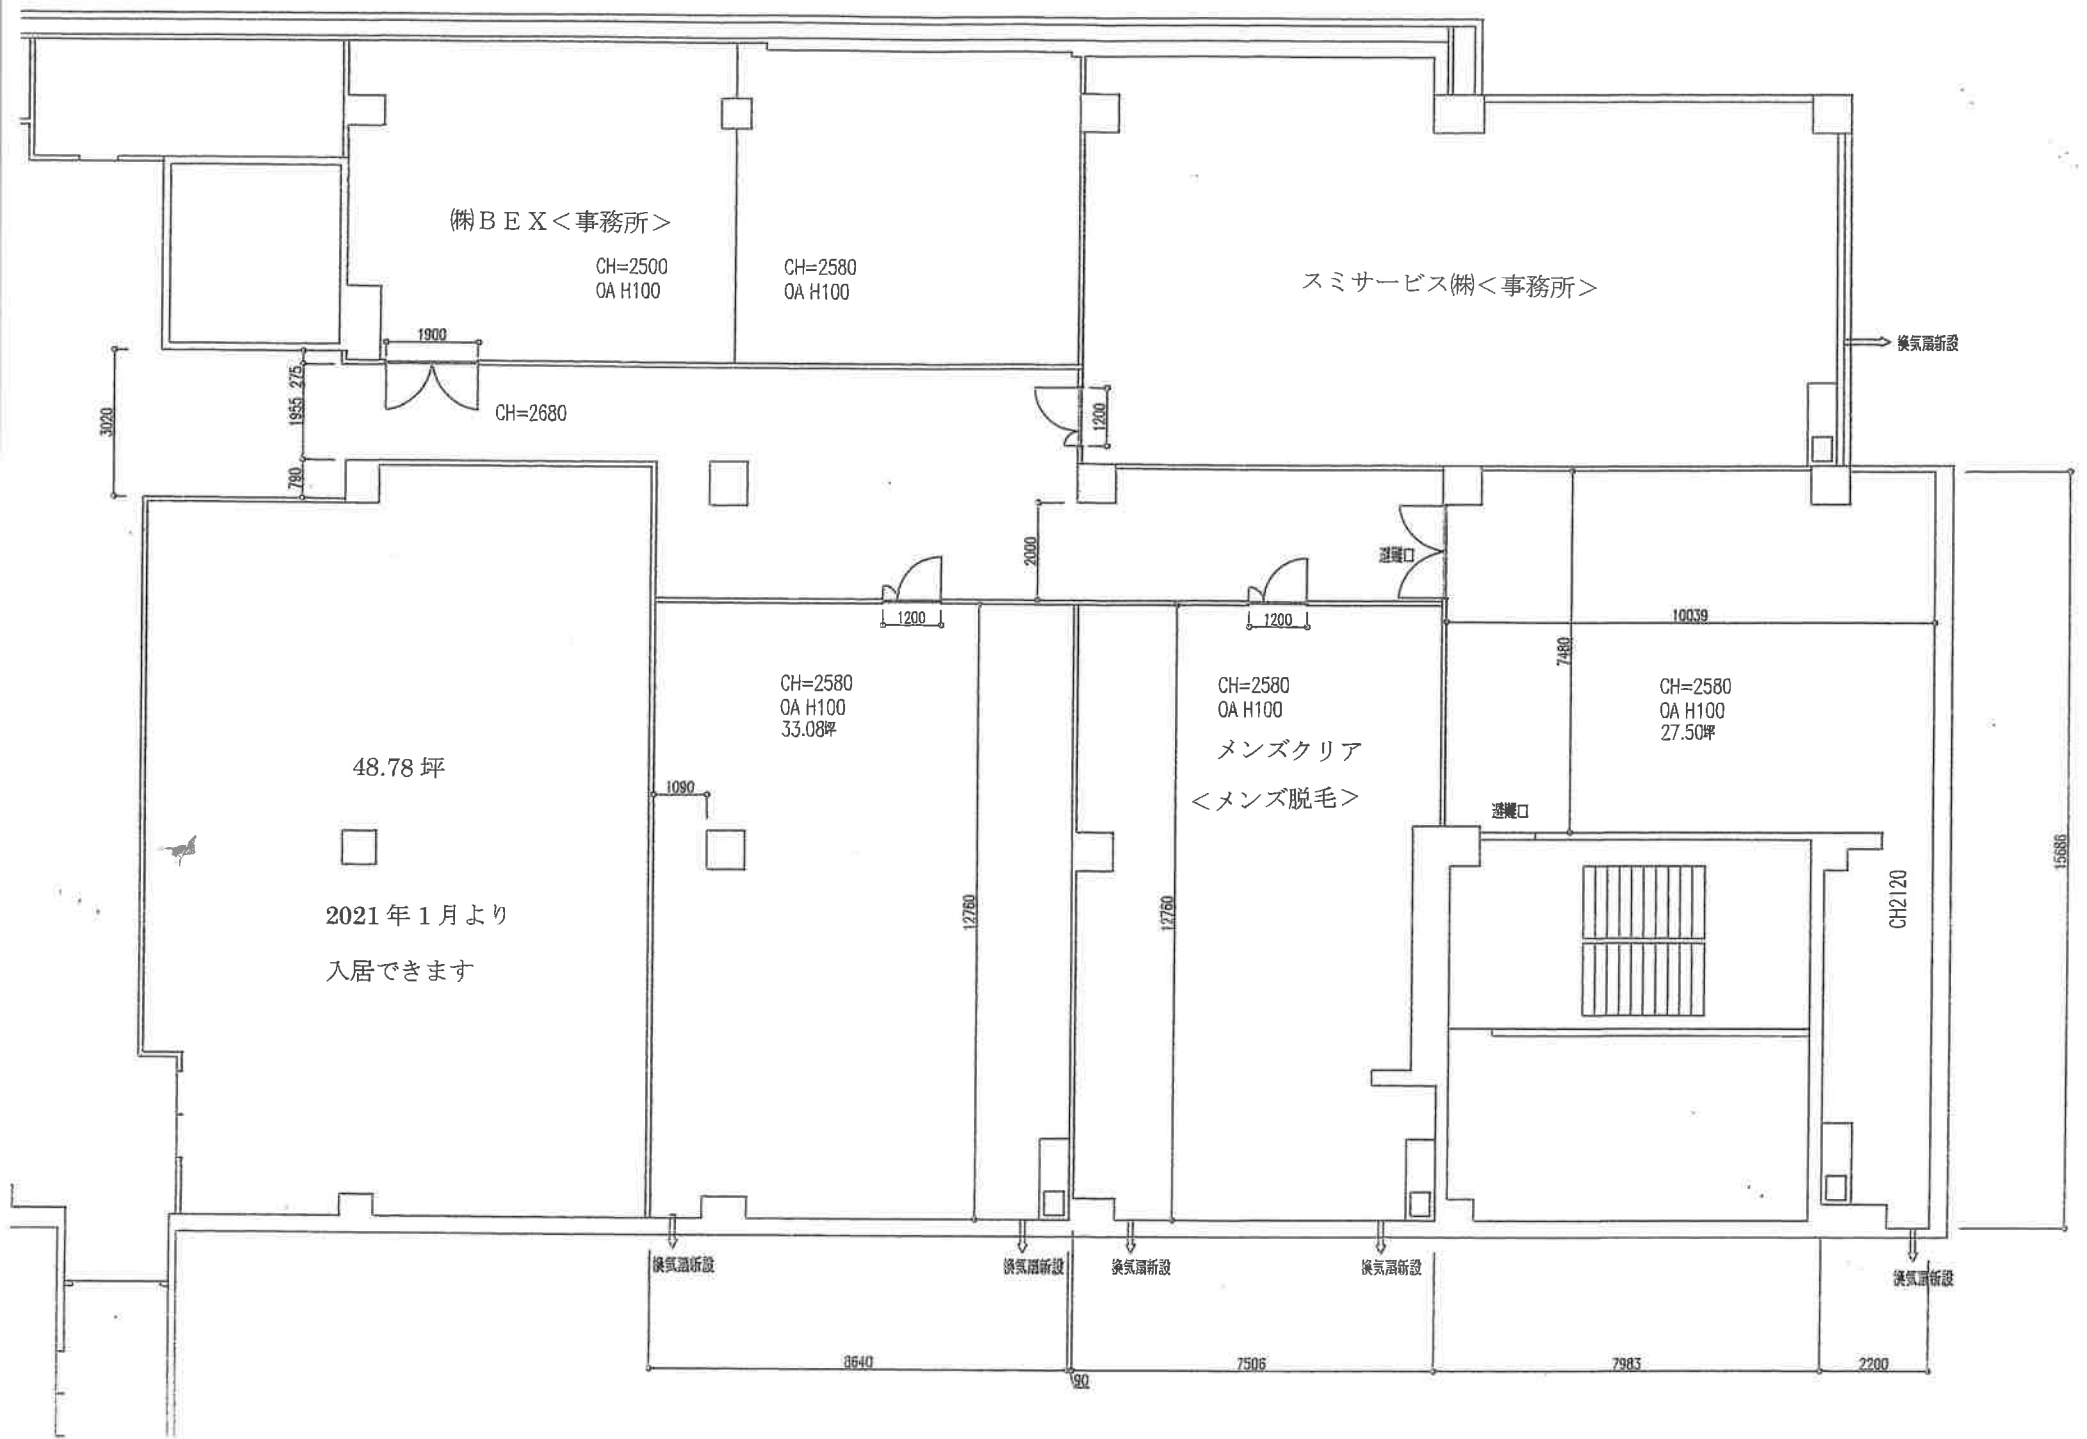 ㈱ＢＥＸ＜事務所＞
CH=2500
OA H100
CH=2580
OA H100
スミサービス㈱＜事務所＞
換気扇新設
1900
275
1955
790
3020
CH=2680
1200
2000
避難口
1200
1200
10039
7480
CH=2580
OA H100
33.08坪
CH=2580
OA H100
メンズクリア
＜メンズ脱毛＞
CH=2580
OA H100
27.50坪
48.78 坪
1090
避難口
15686
CH2120
12760
12760
2021 年 1 月より
入居できます
換気扇新設
換気扇新設
換気扇新設
換気扇新設
換気扇新設
8640
90
7506
7983
2200